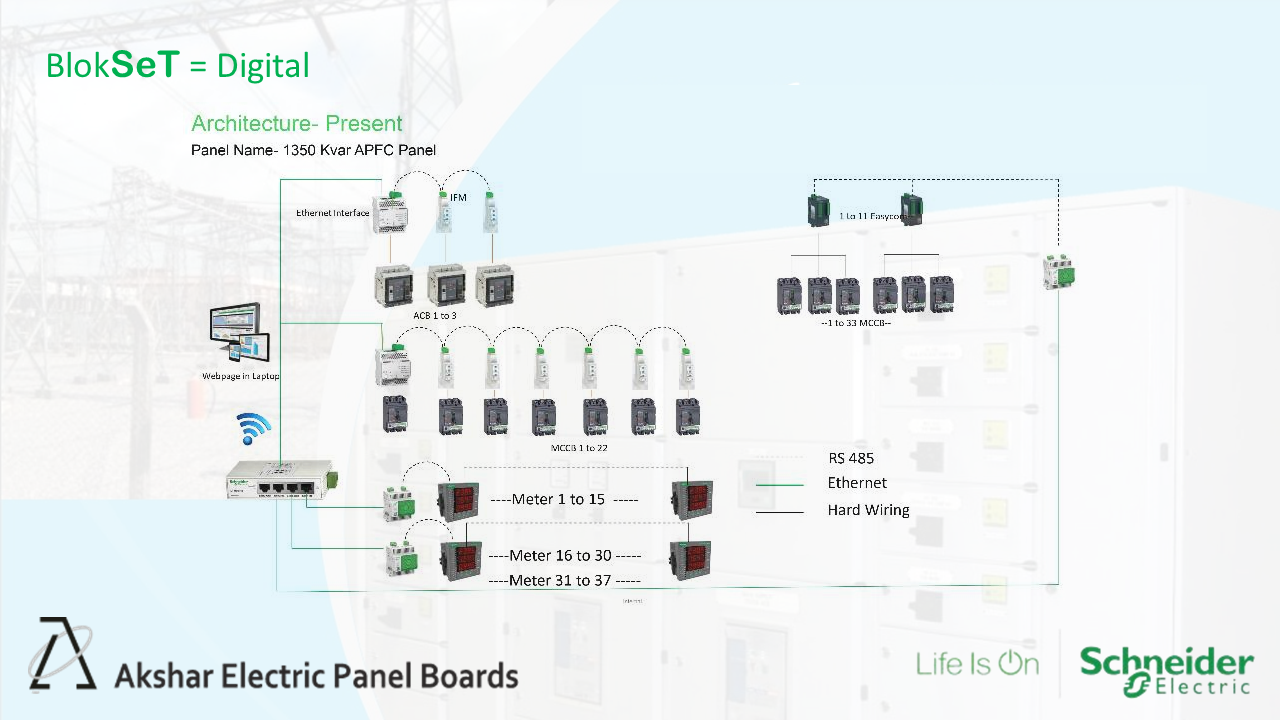 BlokSeT = Digital
Architecture- Present
Panel Name- 1350 Kvar APFC Panel
IFM
Ethernet Interface
1 to 11 Easycom
ACB 1 to 3
--1 to 33 MCCB--
Webpage in Laptop
MCCB 1 to 22
RS 485
Ethernet
Hard Wiring
Schneider
----Meter 1 to 15 -----
----Meter 16 to 30 -----
----Meter 31 to 37 -----
Internal
Akshar Electric Panel Boards
Life Is On
Schneider
Electric